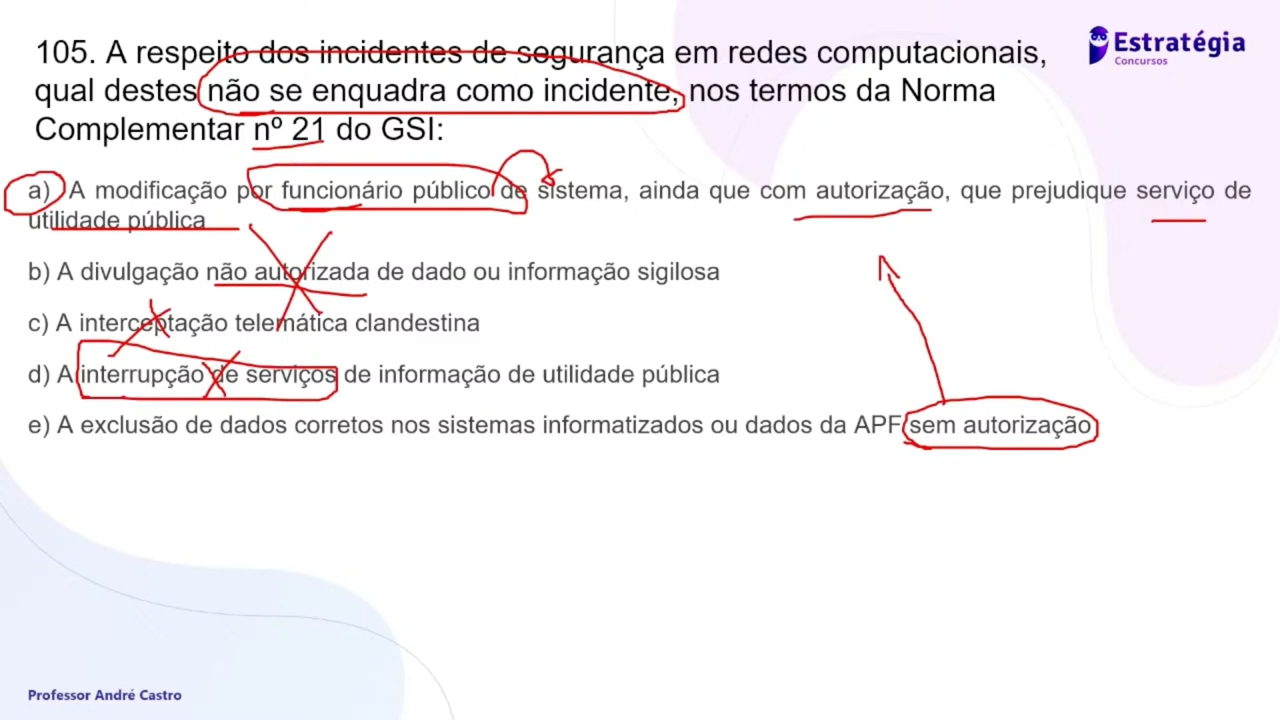 105. A respeito dos incidentes de segurança em redes computacionais,
qual destes não se enquadra como incidente, nos termos da Norma
Complementar nº 21 do GSI:
Estratégia
Concursos
a) A modificação por funcionário público de sistema, ainda que com autorização, que prejudique serviço de
utilidade pública
b) A divulgação não autorizada de dado ou informação sigilosa
c) A interceptação telemática clandestina
d) A interrupção de serviços de informação de utilidade pública
e) A exclusão de dados corretos nos sistemas informatizados ou dados da APF sem autorização
Professor André Castro